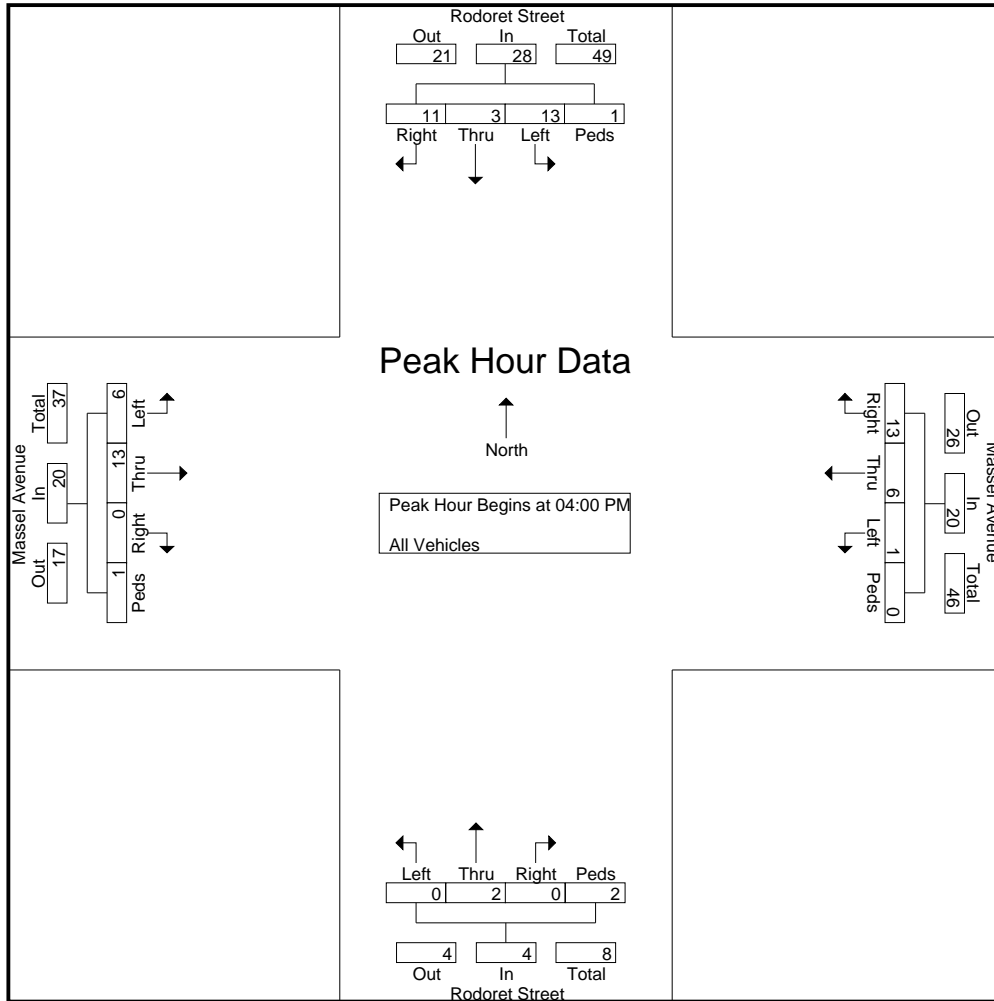 Rodoret Street
Out In Total
21 28 49
11 3 13 1
Right Thru Left Peds
Peak Hour Data
North
Peak Hour Begins at 04:00 PM
All Vehicles
Massel Avenue
Out In Total
17 20 37
6 13 0 1
Left Thru Right Peds
Massel Avenue
Out In Total
26 20 46
13 6 1 0
Right Thru Left Peds
Left Thru Right Peds
0 2 0 2
4 4 8
Out In Total
Rodoret Street